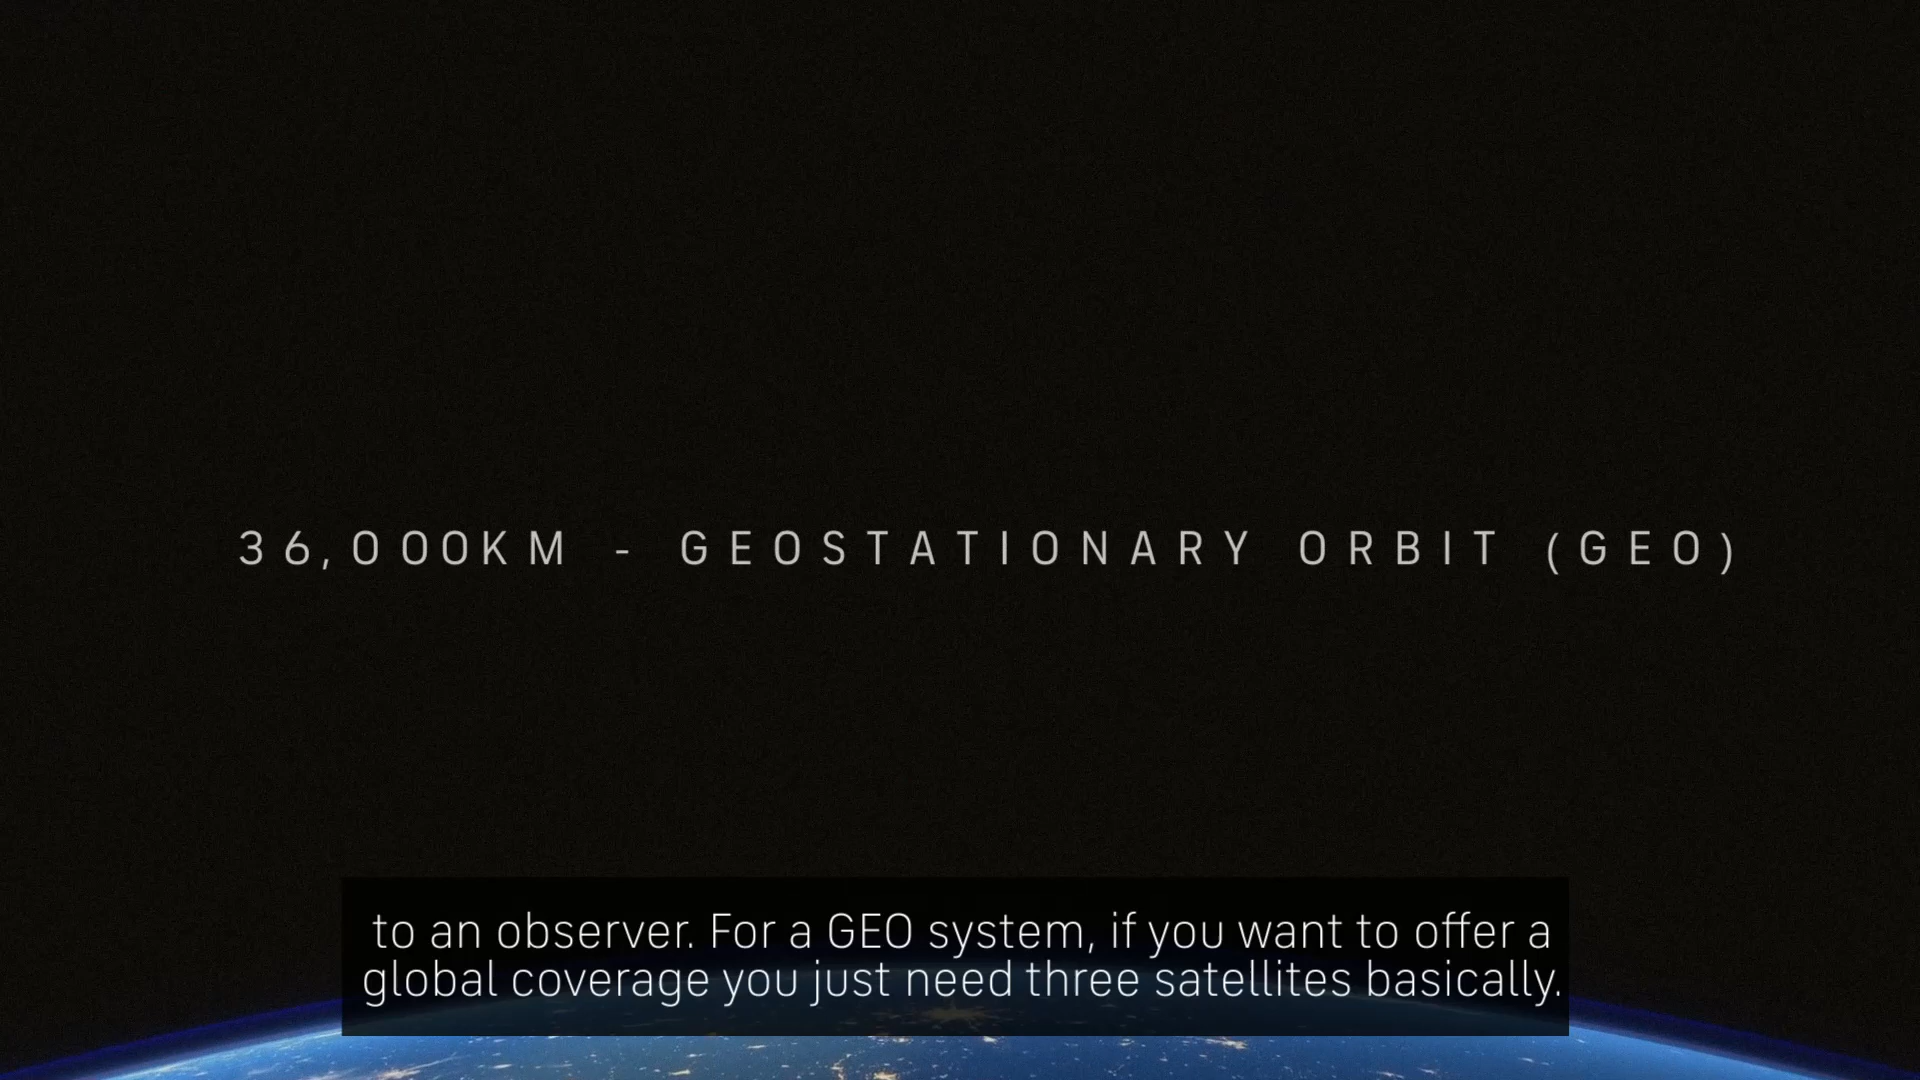 36,000KM - GEOSTATIONARY ORBIT (GEO)
to an observer. For a GEO system, if you want to offer a
global coverage you just need three satellites basically.